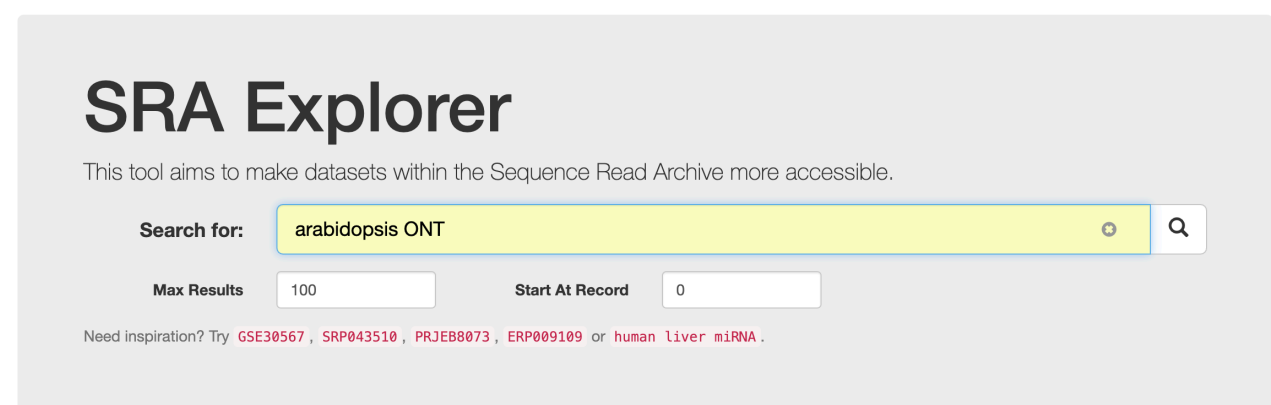 SRA Explorer
This tool aims to make datasets within the Sequence Read Archive more accessible.
Search for: arabidopsis ONT
Max Results 100 Start At Record 0
Need inspiration? Try GSE30567 , SRP043510 , PRJEB8073 , ERP009109 or human liver miRNA .